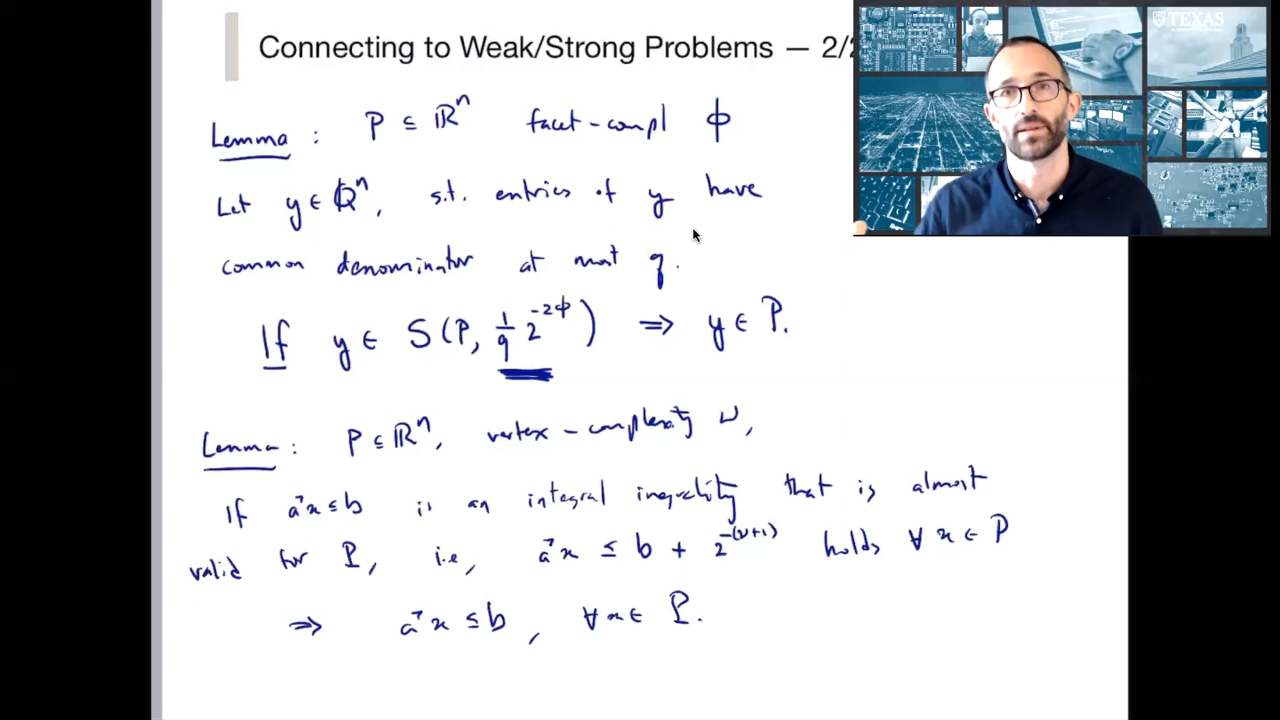 Connecting to Weak/Strong Problems — 2/2
TEXAS
Lemma : P ⊆ ℝⁿ facet-compl ϕ
Let y ∈ ℚⁿ, s.t. entries of y have
common denominator at most q.
If y ∈ S(P, 1/q 2^{-2ϕ}) ⇒ y ∈ P.
Lemma : P ⊆ ℝⁿ, vertex-complexity ν,
If aᵀx ≤ b is an integral inequality that is almost
valid for P, i.e, aᵀx ≤ b + 2^{-(ν+1)} holds ∀ x ∈ P
⇒ aᵀx ≤ b, ∀x ∈ P.